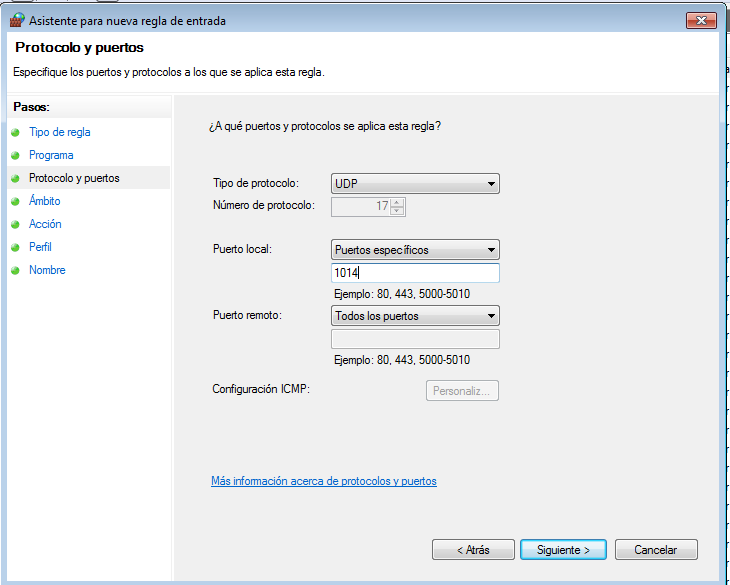 Asistente para nueva regla de entrada
Protocolo y puertos
Especifique los puertos y protocolos a los que se aplica esta regla.
Pasos:
Tipo de regla
Programa
Protocolo y puertos
Ámbito
Acción
Perfil
Nombre
¿A qué puertos y protocolos se aplica esta regla?
Tipo de protocolo: UDP
Número de protocolo: 17
Puerto local: Puertos específicos
1014
Ejemplo: 80, 443, 5000-5010
Puerto remoto: Todos los puertos
Ejemplo: 80, 443, 5000-5010
Configuración ICMP: Personaliz...
Más información acerca de protocolos y puertos
< Atrás Siguiente > Cancelar